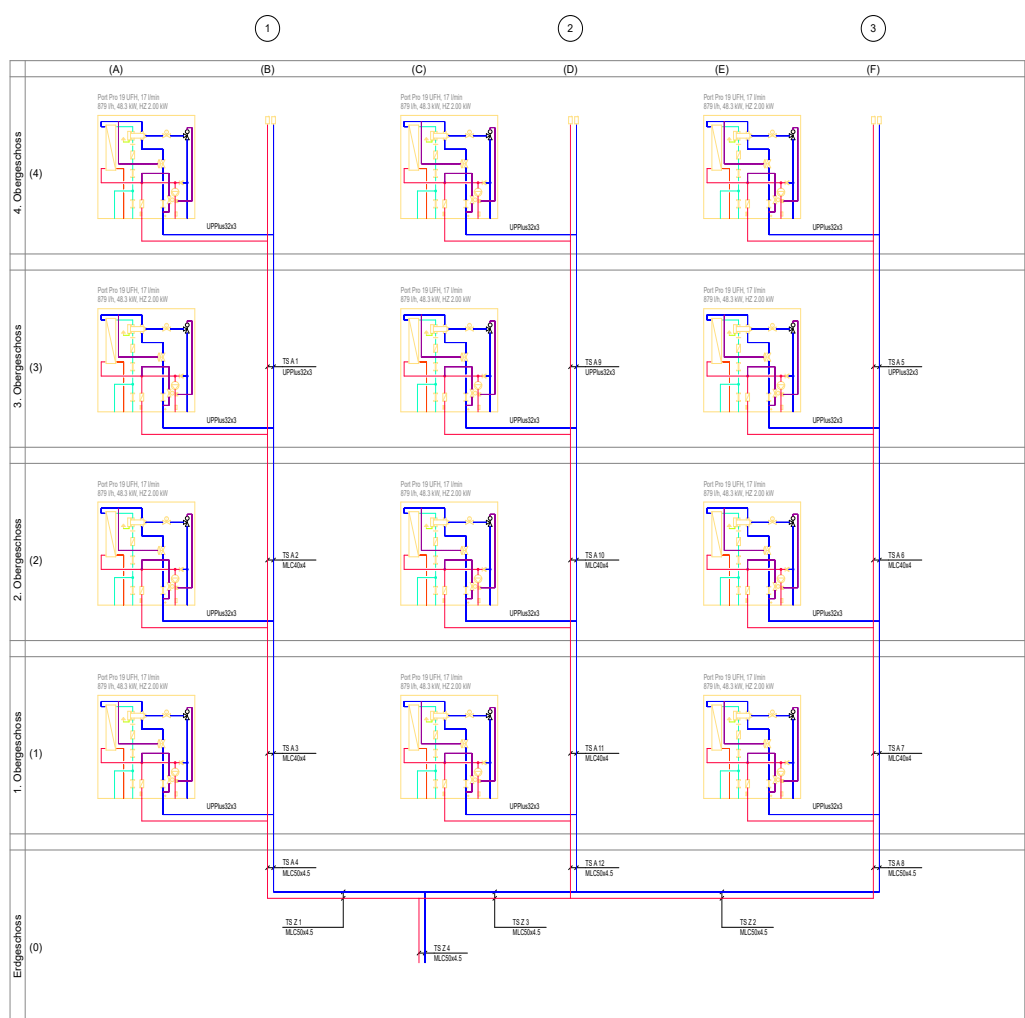 1
2
3
(A)
(B)
(C)
(D)
(E)
(F)
4. Obergeschoss
(4)
Port Pro 19 UFH, 17 l/min
879 l/h, 48.3 kW, HZ 2.00 kW
UPPlus32x3
Port Pro 19 UFH, 17 l/min
879 l/h, 48.3 kW, HZ 2.00 kW
UPPlus32x3
Port Pro 19 UFH, 17 l/min
879 l/h, 48.3 kW, HZ 2.00 kW
UPPlus32x3
3. Obergeschoss
(3)
Port Pro 19 UFH, 17 l/min
879 l/h, 48.3 kW, HZ 2.00 kW
TS A 1
UPPlus32x3
UPPlus32x3
Port Pro 19 UFH, 17 l/min
879 l/h, 48.3 kW, HZ 2.00 kW
TS A 9
UPPlus32x3
UPPlus32x3
Port Pro 19 UFH, 17 l/min
879 l/h, 48.3 kW, HZ 2.00 kW
TS A 5
UPPlus32x3
UPPlus32x3
2. Obergeschoss
(2)
Port Pro 19 UFH, 17 l/min
879 l/h, 48.3 kW, HZ 2.00 kW
TS A 2
MLC40x4
UPPlus32x3
Port Pro 19 UFH, 17 l/min
879 l/h, 48.3 kW, HZ 2.00 kW
TS A 10
MLC40x4
UPPlus32x3
Port Pro 19 UFH, 17 l/min
879 l/h, 48.3 kW, HZ 2.00 kW
TS A 6
MLC40x4
UPPlus32x3
1. Obergeschoss
(1)
Port Pro 19 UFH, 17 l/min
879 l/h, 48.3 kW, HZ 2.00 kW
TS A 3
MLC40x4
UPPlus32x3
Port Pro 19 UFH, 17 l/min
879 l/h, 48.3 kW, HZ 2.00 kW
TS A 11
MLC40x4
UPPlus32x3
Port Pro 19 UFH, 17 l/min
879 l/h, 48.3 kW, HZ 2.00 kW
TS A 7
MLC40x4
UPPlus32x3
Erdgeschoss
(0)
TS A 4
MLC50x4.5
TS A 12
MLC50x4.5
TS A 8
MLC50x4.5
TS Z 1
MLC50x4.5
TS Z 3
MLC50x4.5
TS Z 2
MLC50x4.5
TS Z 4
MLC50x4.5